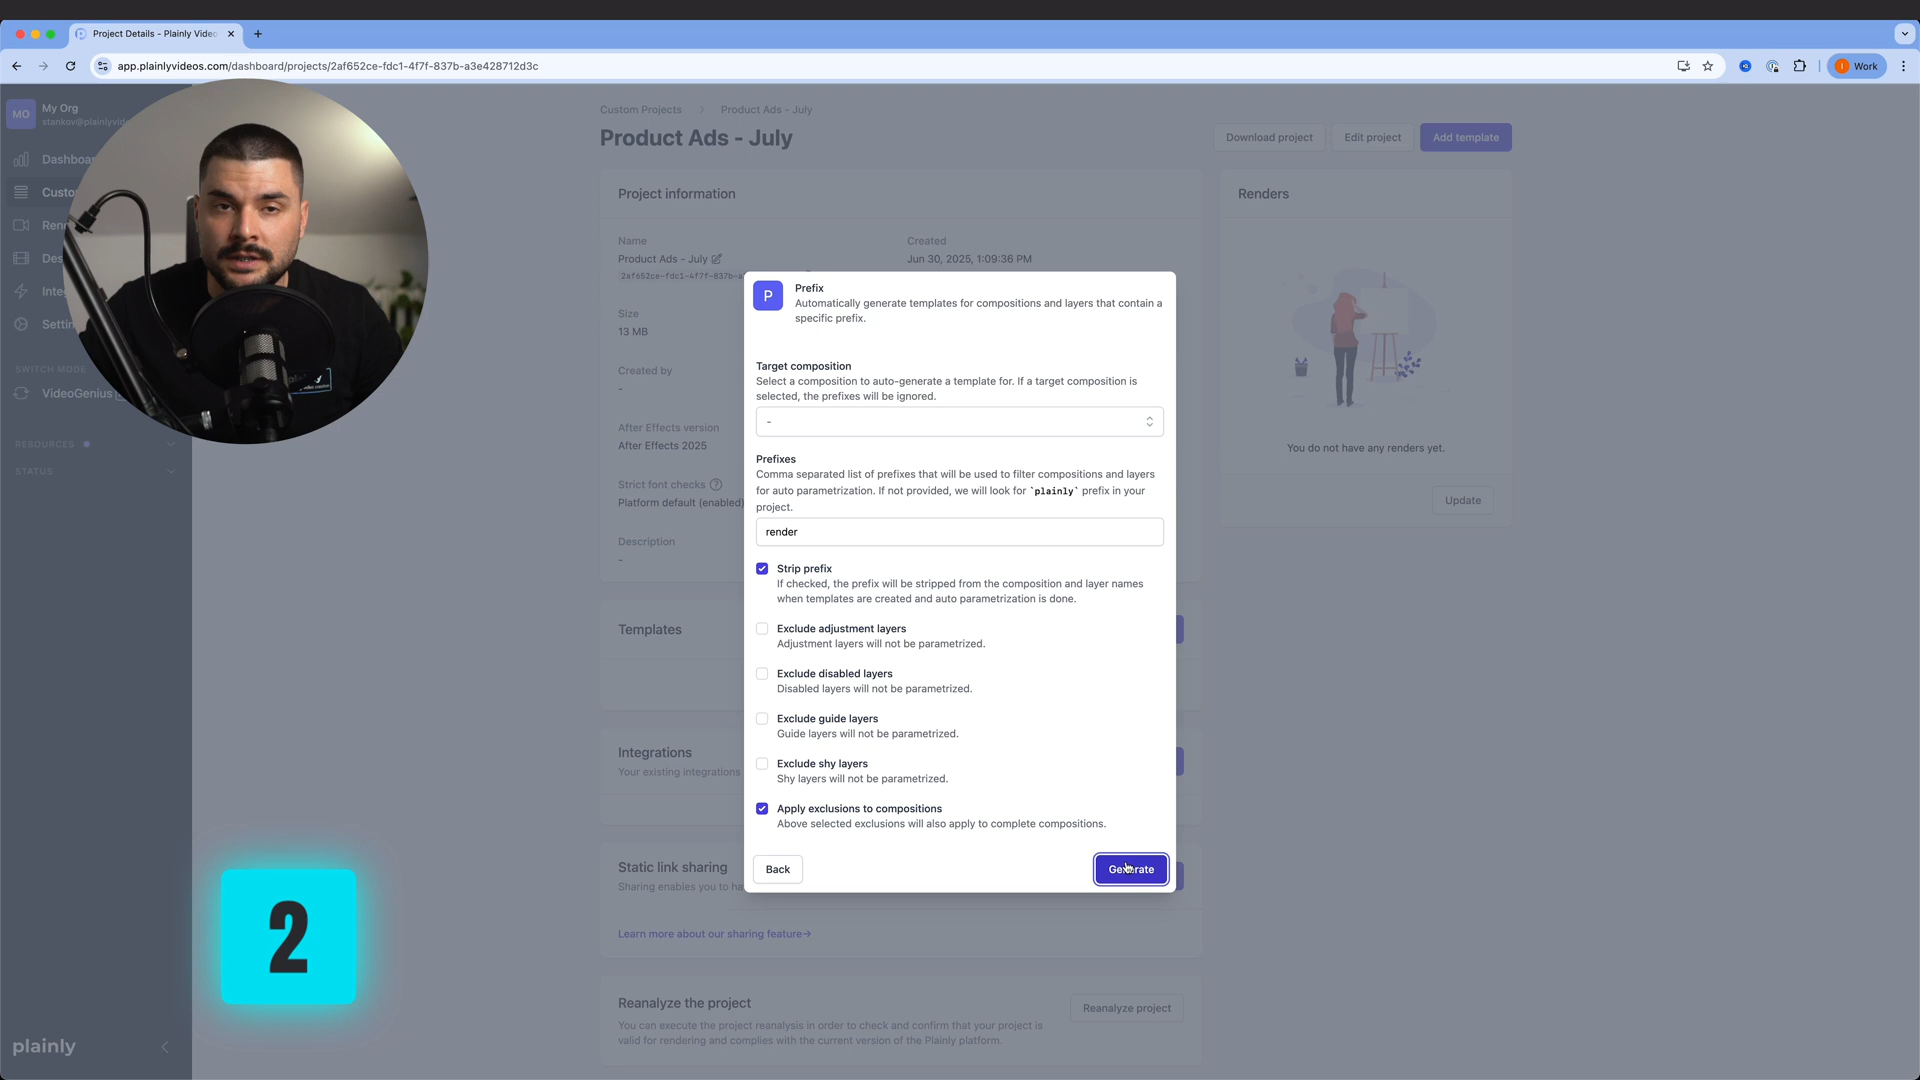 Project Details - Plainly Video
app.plainlyvideos.com/dashboard/projects/2af652ce-fdc1-4f7f-837b-a3e428712d3c
Work
MO
My Org
stankov@plainlyvid
Dashboar
Custo
Ren
Des
Inte
Settin
SWITCH MODE
VideoGenius
RESOURCES
STATUS
plainly
2
Custom Projects
Product Ads - July
Product Ads - July
Download project
Edit project
Add template
Project information
Name
Product Ads - July
2af652ce-fdc1-4f7f-837b-a
Created
Jun 30, 2025, 1:09:36 PM
Size
13 MB
Created by
-
After Effects version
After Effects 2025
Strict font checks
Platform default (enabled)
Description
-
Templates
Integrations
Your existing integrations
Static link sharing
Sharing enables you to ha
Learn more about our sharing feature→
Reanalyze the project
You can execute the project reanalysis in order to check and confirm that your project is
valid for rendering and complies with the current version of the Plainly platform.
Reanalyze project
Renders
You do not have any renders yet.
Update
P
Prefix
Automatically generate templates for compositions and layers that contain a
specific prefix.
Target composition
Select a composition to auto-generate a template for. If a target composition is
selected, the prefixes will be ignored.
-
Prefixes
Comma separated list of prefixes that will be used to filter compositions and layers
for auto parametrization. If not provided, we will look for `plainly` prefix in your
project.
render
Strip prefix
If checked, the prefix will be stripped from the composition and layer names
when templates are created and auto parametrization is done.
Exclude adjustment layers
Adjustment layers will not be parametrized.
Exclude disabled layers
Disabled layers will not be parametrized.
Exclude guide layers
Guide layers will not be parametrized.
Exclude shy layers
Shy layers will not be parametrized.
Apply exclusions to compositions
Above selected exclusions will also apply to complete compositions.
Back
Generate